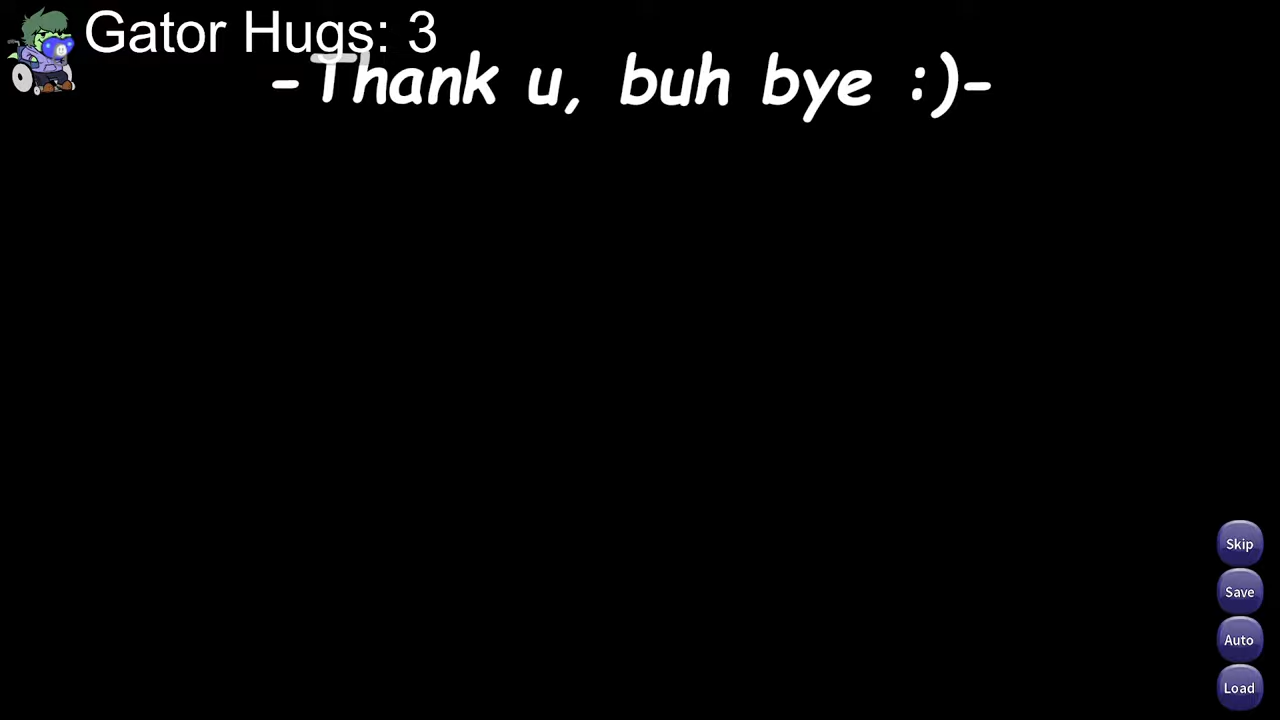 Gator Hugs: 3
-Thank u, buh bye :)-
Skip
Save
Auto
Load